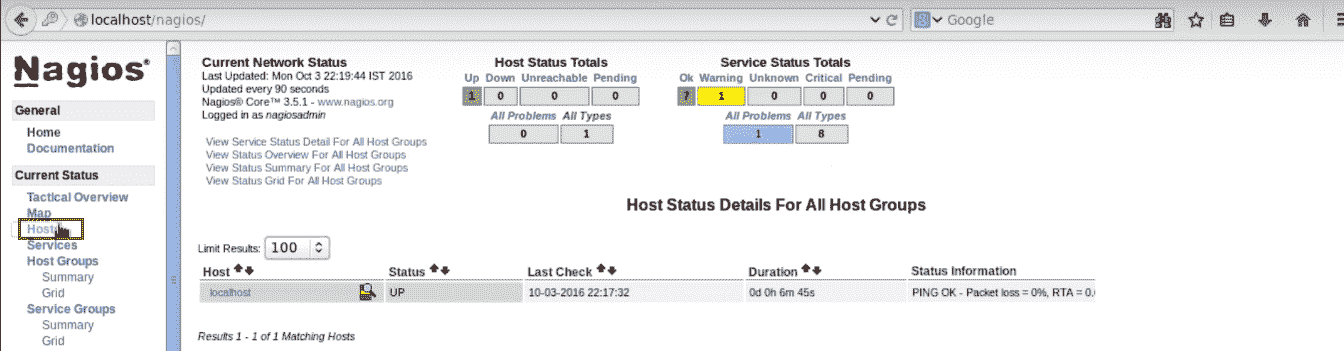 localhost/nagios/
Google
Nagios®
General
Home
Documentation
Current Status
Tactical Overview
Map
Hosts
Services
Host Groups
Summary
Grid
Service Groups
Summary
Grid
Current Network Status
Last Updated: Mon Oct 3 22:19:44 IST 2016
Updated every 90 seconds
Nagios® Core™ 3.5.1 - www.nagios.org
Logged in as nagiosadmin
View Service Status Detail For All Host Groups
View Status Overview For All Host Groups
View Status Summary For All Host Groups
View Status Grid For All Host Groups
Host Status Totals
Up Down Unreachable Pending
1 0 0 0
All Problems All Types
0 1
Service Status Totals
Ok Warning Unknown Critical Pending
7 1 0 0 0
All Problems All Types
1 8
Host Status Details For All Host Groups
Limit Results: 100
Host Status Last Check Duration Status Information
localhost UP 10-03-2016 22:17:32 0d 0h 6m 45s PING OK - Packet loss = 0%, RTA = 0.
Results 1 - 1 of 1 Matching Hosts